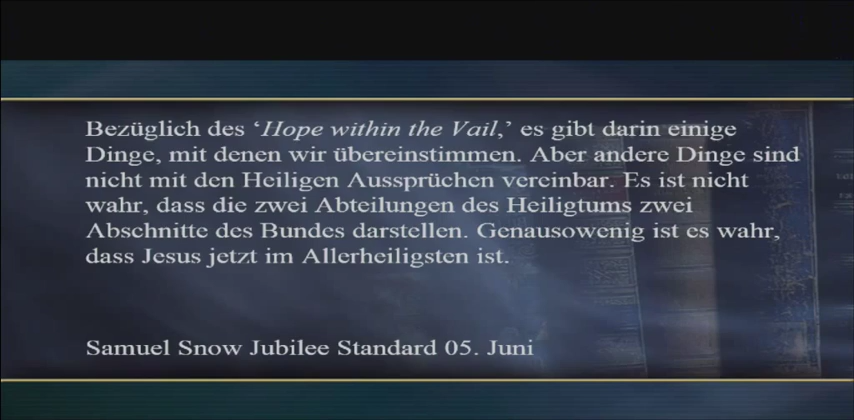 Bezüglich des ‘Hope within the Vail,’ es gibt darin einige
Dinge, mit denen wir übereinstimmen. Aber andere Dinge sind
nicht mit den Heiligen Aussprüchen vereinbar. Es ist nicht
wahr, dass die zwei Abteilungen des Heiligtums zwei
Abschnitte des Bundes darstellen. Genausowenig ist es wahr,
dass Jesus jetzt im Allerheiligsten ist.
Samuel Snow Jubilee Standard 05. Juni